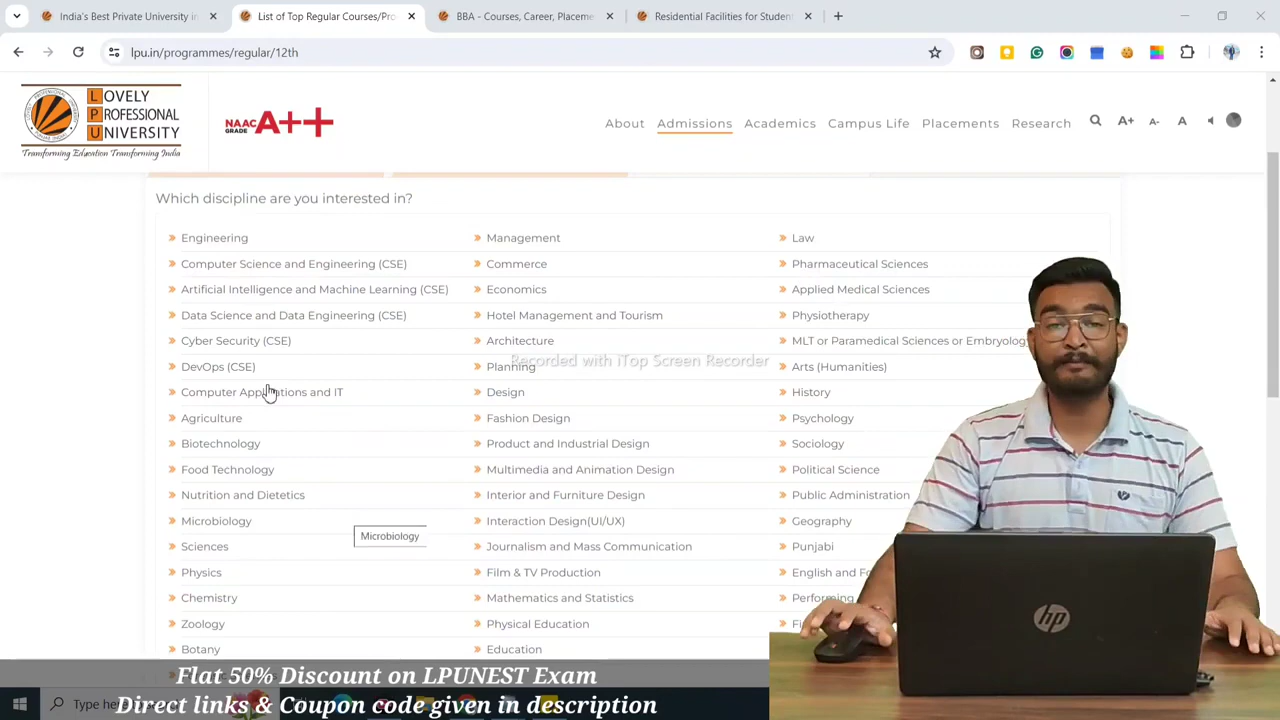 India's Best Private University in
List of Top Regular Courses/Pro
BBA - Courses, Career, Placeme
Residential Facilities for Student
lpu.in/programmes/regular/12th
LOVELY
PROFESSIONAL
UNIVERSITY
Transforming Education Transforming India
NAAC
GRADE
A++
About
Admissions
Academics
Campus Life
Placements
Research
A+
A-
A
Which discipline are you interested in?
Engineering
Computer Science and Engineering (CSE)
Artificial Intelligence and Machine Learning (CSE)
Data Science and Data Engineering (CSE)
Cyber Security (CSE)
DevOps (CSE)
Computer Applications and IT
Agriculture
Biotechnology
Food Technology
Nutrition and Dietetics
Microbiology
Sciences
Physics
Chemistry
Zoology
Botany
Microbiology
Management
Commerce
Economics
Hotel Management and Tourism
Architecture
Planning
Design
Fashion Design
Product and Industrial Design
Multimedia and Animation Design
Interior and Furniture Design
Interaction Design(UI/UX)
Journalism and Mass Communication
Film & TV Production
Mathematics and Statistics
Physical Education
Education
Law
Pharmaceutical Sciences
Applied Medical Sciences
Physiotherapy
MLT or Paramedical Sciences or Embryolog
Arts (Humanities)
History
Psychology
Sociology
Political Science
Public Administration
Geography
Punjabi
English and Fo
Performing
Fi
Recorded with iTop Screen Recorder
hp
Flat 50% Discount on LPUNEST Exam
Direct links & Coupon code given in description
Type here